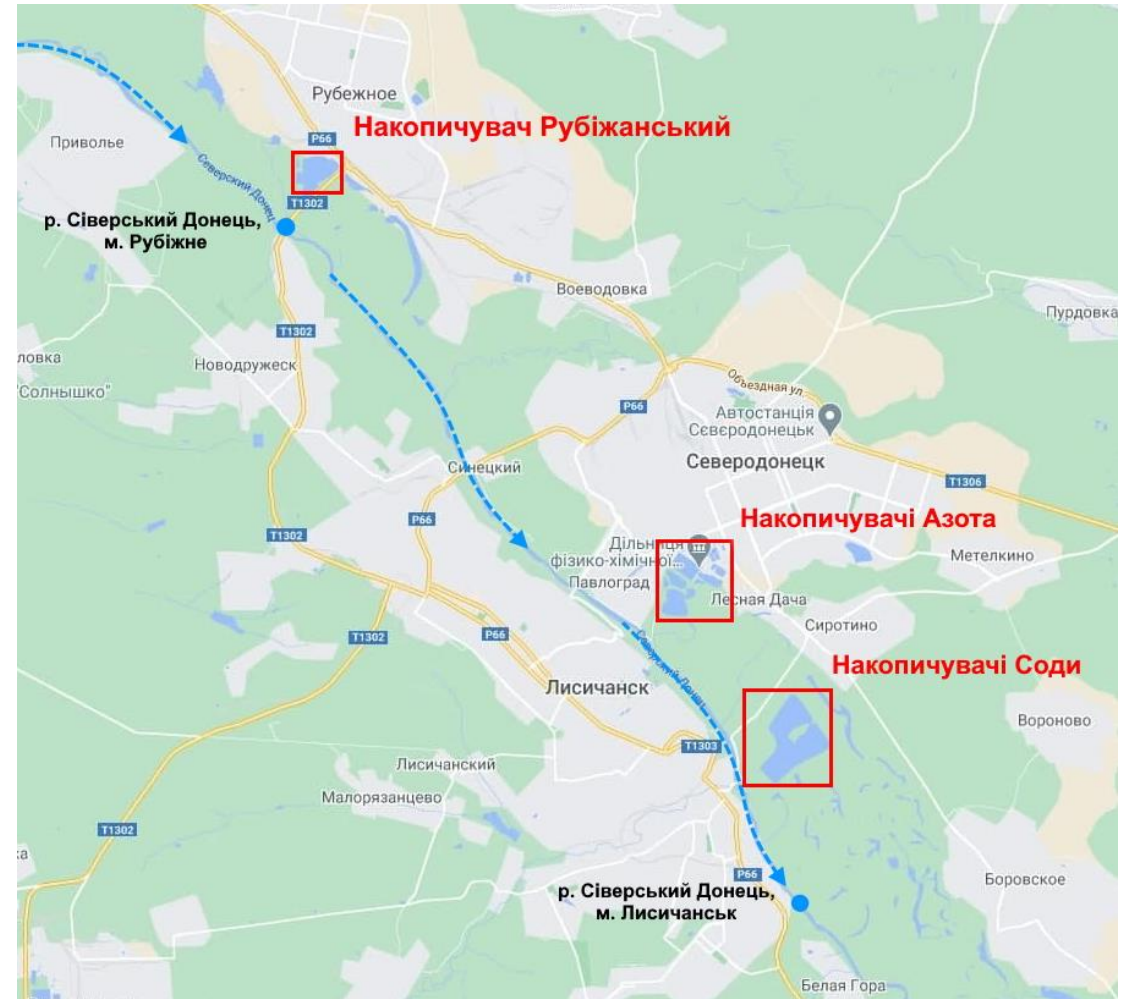 Рубежное
Накопичувач Рубіжанський
P66
Приволье
Северский Донец
T1302
р. Сіверський Донець,
м. Рубіжне
Воеводовка
Пурдовка
T1302
ловка
Новодружеск
"Солнышко"
Объездная ул.
P66
Автостанція
Сєвєродонецьк
Синецкий
Северодонецк
T1306
P66
Накопичувачі Азота
T1302
Дільниця
фізико-хімічної...
Метелкино
Павлоград
Лесная Дача
Сиротино
T1302
P66
Северский Донец
Накопичувачі Соди
Лисичанск
Вороново
T1303
Лисичанский
Малорязанцево
T1302
ка
P66
Боровское
р. Сіверський Донець,
м. Лисичанськ
Белая Гора